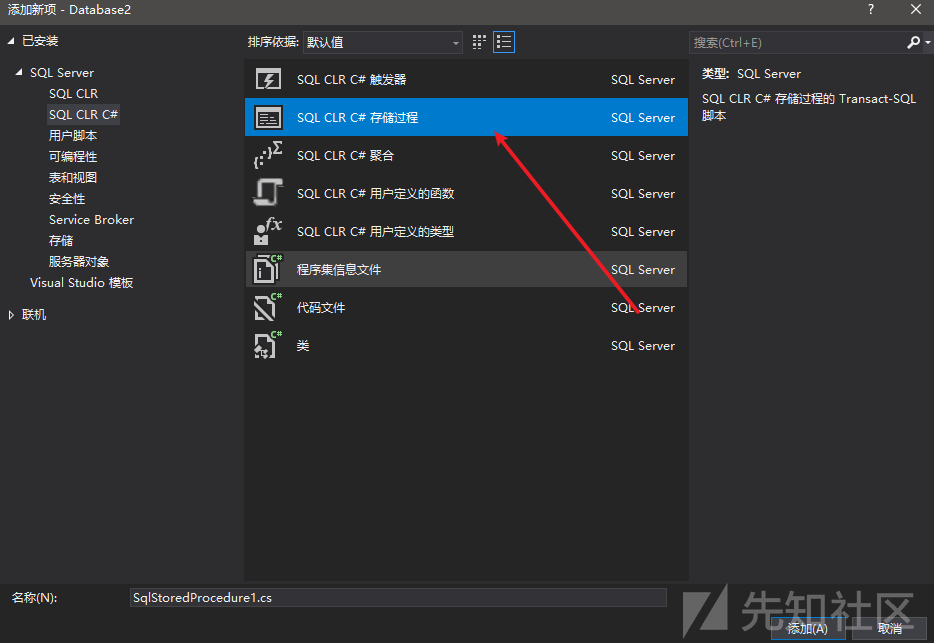 添加新项 - Database2
?
已安装
SQL Server
SQL CLR
SQL CLR C#
用户脚本
可编程性
表和视图
安全性
Service Broker
存储
服务器对象
Visual Studio 模板
联机
排序依据: 默认值
SQL CLR C# 触发器 SQL Server
SQL CLR C# 存储过程 SQL Server
SQL CLR C# 聚合 SQL Server
SQL CLR C# 用户定义的函数 SQL Server
SQL CLR C# 用户定义的类型 SQL Server
程序集信息文件 SQL Server
代码文件 SQL Server
类 SQL Server
搜索(Ctrl+E)
类型: SQL Server
SQL CLR C# 存储过程的 Transact-SQL
脚本
名称(N): SqlStoredProcedure1.cs
先知社区
添加(A) 取消